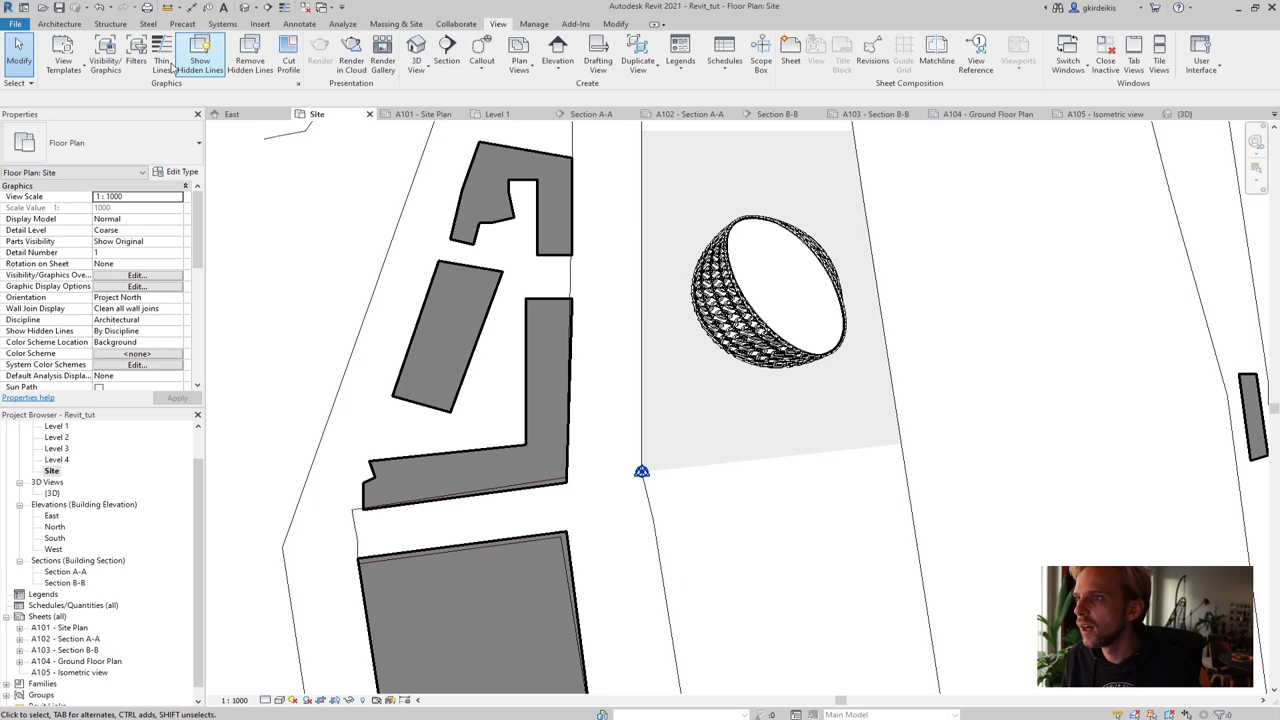 Autodesk Revit 2021 - Revit_tut - Floor Plan: Site
gkirdeikis
File Architecture Structure Steel Precast Systems Insert Annotate Analyze Massing & Site Collaborate View Manage Add-Ins Modify
Modify View Templates Visibility/ Graphics Filters Thin Lines Show Hidden Lines Remove Hidden Lines Cut Profile Render Render in Cloud Render Gallery 3D View Section Callout Plan Views Elevation Drafting View Duplicate View Legends Schedules Scope Box Sheet View Title Block Revisions Guide Grid Matchline View Reference Viewports Switch Windows Close Inactive Tab Views Tile Views User Interface
Select Graphics Presentation Create Sheet Composition Windows
Properties
East Site A101 - Site Plan Level 1 Section A-A A102 - Section A-A Section B-B A103 - Section B-B A104 - Ground Floor Plan A105 - Isometric view {3D}
Floor Plan
Floor Plan: Site Edit Type
Graphics
View Scale 1 : 1000
Scale Value 1: 1000
Display Model Normal
Detail Level Coarse
Parts Visibility Show Original
Detail Number 1
Rotation on Sheet None
Visibility/Graphics Ove... Edit...
Graphic Display Options Edit...
Orientation Project North
Wall Join Display Clean all wall joins
Discipline Architectural
Show Hidden Lines By Discipline
Color Scheme Location Background
Color Scheme <none>
System Color Schemes Edit...
Default Analysis Displa... None
Sun Path
Properties help Apply
Project Browser - Revit_tut
Level 1
Level 2
Level 3
Level 4
Site
3D Views
{3D}
Elevations (Building Elevation)
East
North
South
West
Sections (Building Section)
Section A-A
Section B-B
Legends
Schedules/Quantities (all)
Sheets (all)
A101 - Site Plan
A102 - Section A-A
A103 - Section B-B
A104 - Ground Floor Plan
A105 - Isometric view
Families
Groups
Revit Links
1 : 1000
Click to select, TAB for alternates, CTRL adds, SHIFT unselects. :0 Main Model :0